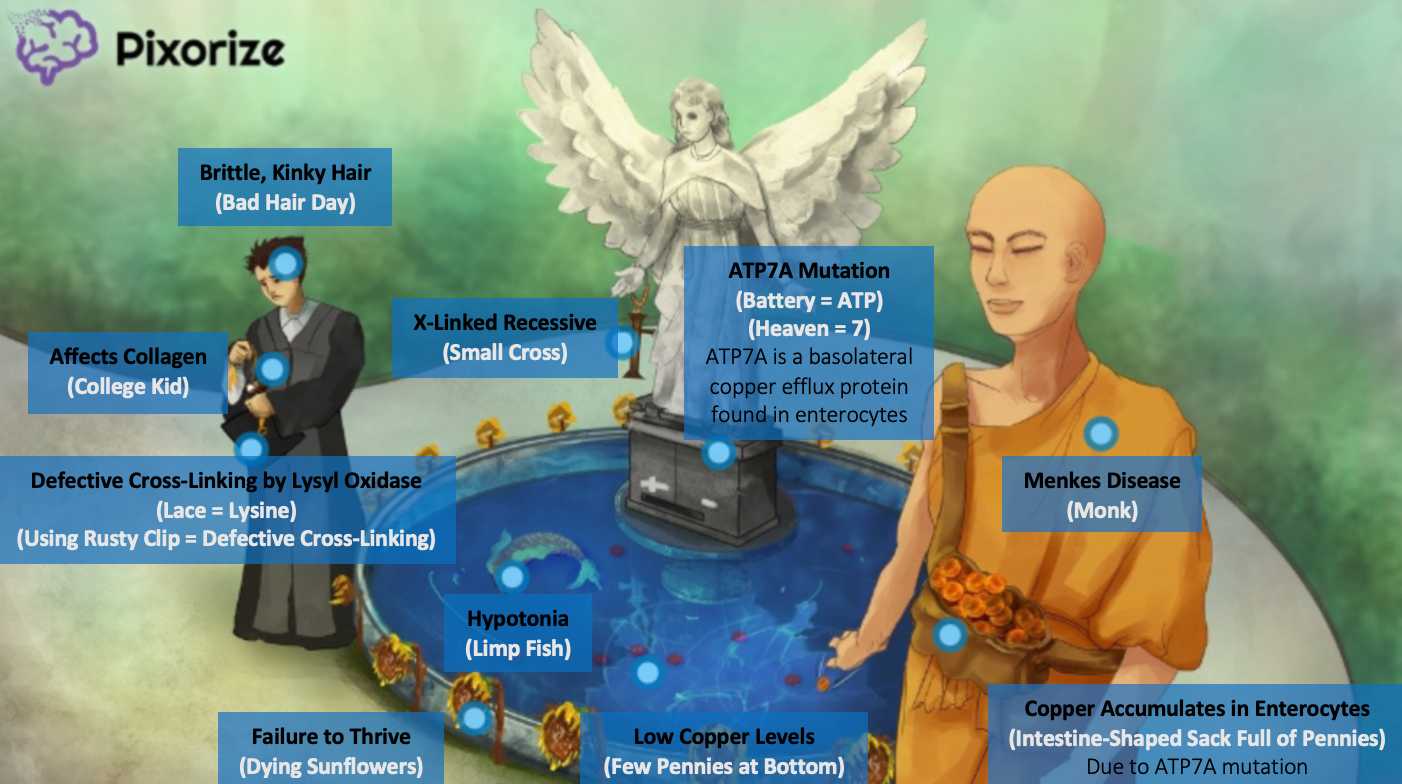 Pixorize
Brittle, Kinky Hair
(Bad Hair Day)
ATP7A Mutation
(Battery = ATP)
(Heaven = 7)
ATP7A is a basolateral
copper efflux protein
found in enterocytes
X-Linked Recessive
(Small Cross)
Affects Collagen
(College Kid)
Defective Cross-Linking by Lysyl Oxidase
(Lace = Lysine)
(Using Rusty Clip = Defective Cross-Linking)
Menkes Disease
(Monk)
Hypotonia
(Limp Fish)
Failure to Thrive
(Dying Sunflowers)
Low Copper Levels
(Few Pennies at Bottom)
Copper Accumulates in Enterocytes
(Intestine-Shaped Sack Full of Pennies)
Due to ATP7A mutation